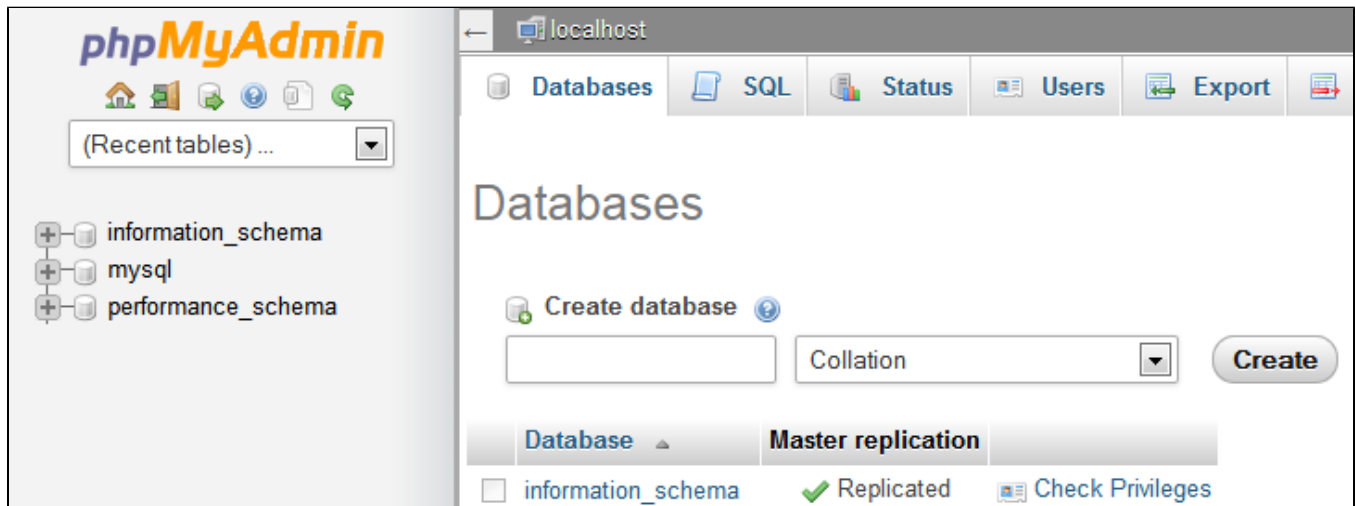 phpMyAdmin
(Recent tables) ...
information_schema
mysql
performance_schema
← localhost
Databases SQL Status Users Export
Databases
Create database
Collation Create
Database Master replication
information_schema Replicated Check Privileges